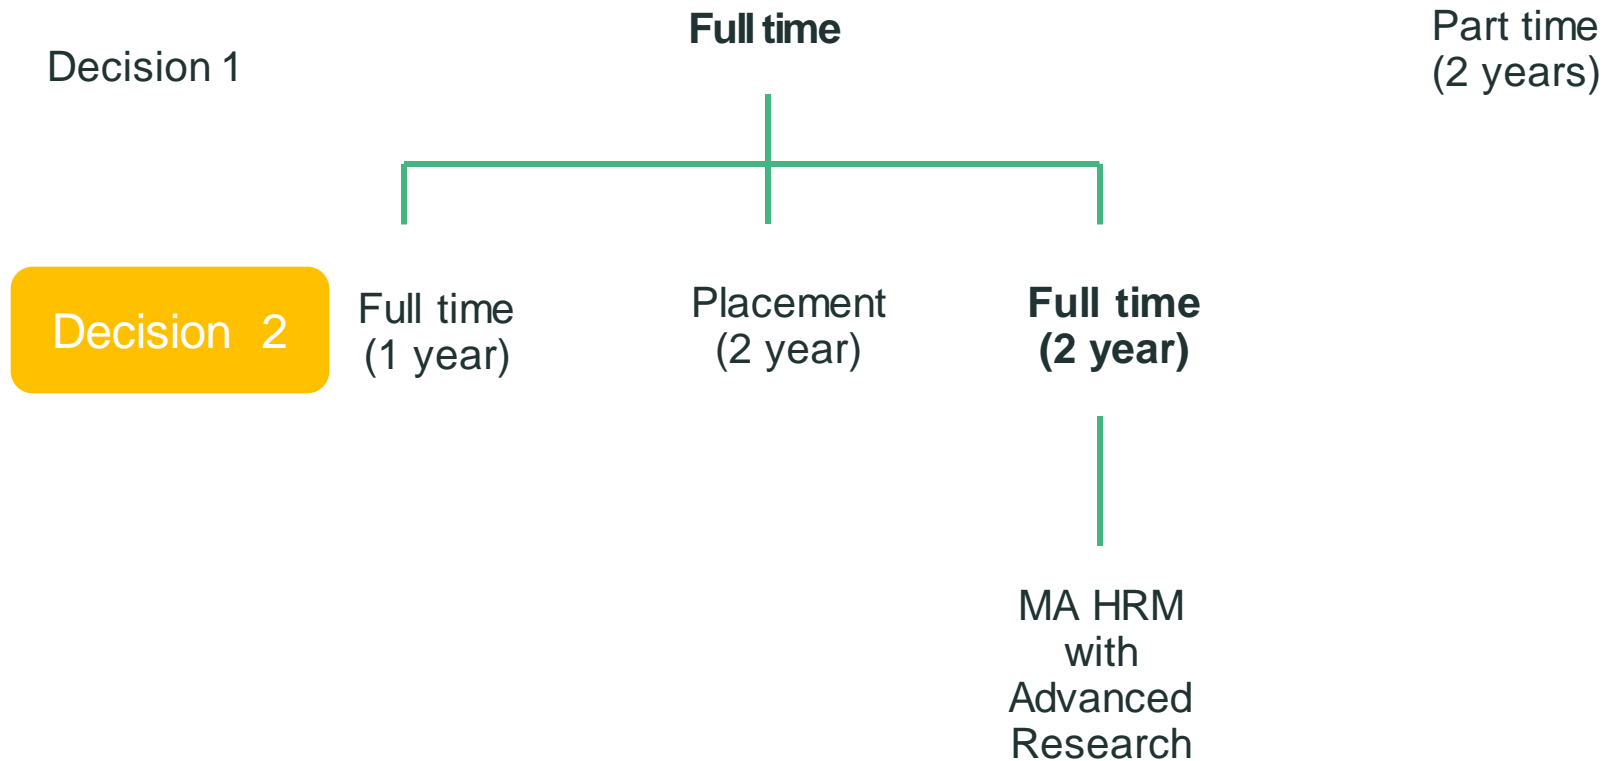 Decision 1
Full time
Part time
(2 years)
Decision 2
Full time
(1 year)
Placement
(2 year)
Full time
(2 year)
MA HRM
with
Advanced
Research